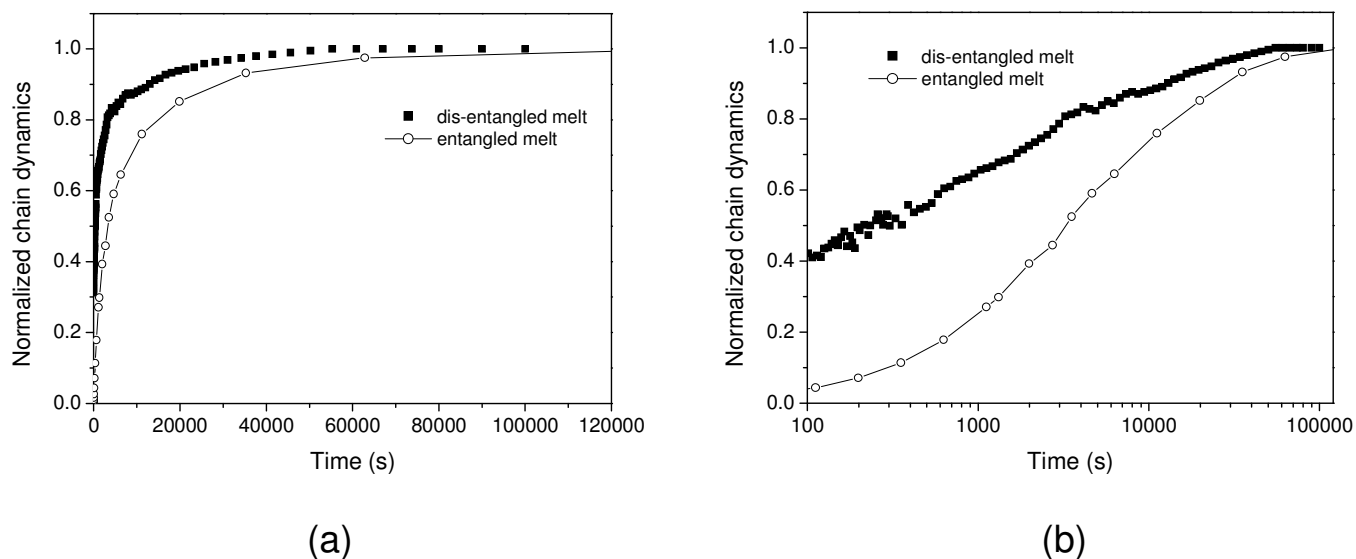 1.0
0.8
0.6
0.4
0.2
0.0
Normalized chain dynamics
dis-entangled melt
entangled melt
0 20000 40000 60000 80000 100000 120000
Time (s)
(a)
1.0
0.8
0.6
0.4
0.2
0.0
Normalized chain dynamics
dis-entangled melt
entangled melt
100 1000 10000 100000
Time (s)
(b)